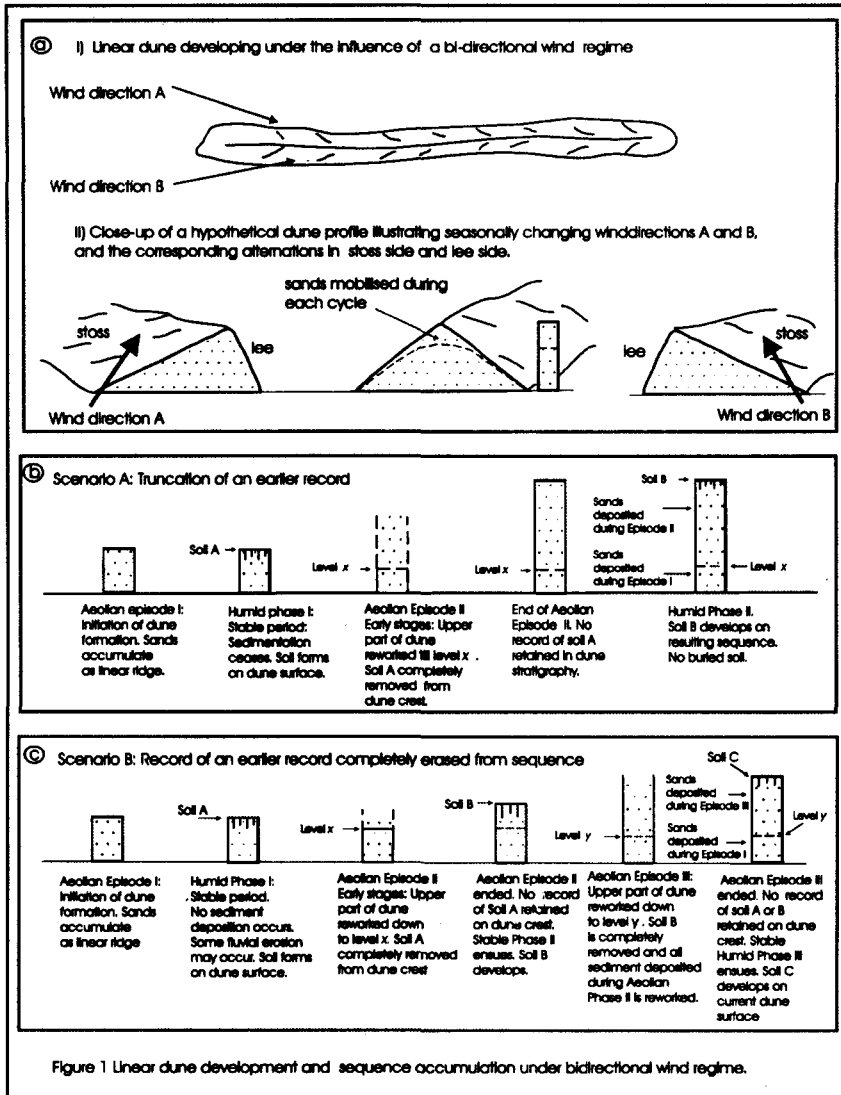 ⓐ I) Linear dune developing under the influence of a bi-directional wind regime
Wind direction A
Wind direction B
II) Close-up of a hypothetical dune profile illustrating seasonally changing winddirections A and B,
and the corresponding alternations in stoss side and lee side.
sands mobilised during
each cycle
stoss
lee
Wind direction A
lee
stoss
Wind direction B
ⓑ Scenario A: Truncation of an earlier record
Soil A
Level x
Level x
Soil B
Sands
deposited
during Episode II
Sands
deposited
during Episode I
Level x
Aeolian episode I:
Initiation of dune
formation. Sands
accumulate
as linear ridge.
Humid phase I:
Stable period:
Sedimentation
ceases. Soil forms
on dune surface.
Aeolian Episode II
Early stages: Upper
part of dune
reworked till level x.
Soil A completely
removed from
dune crest.
End of Aeolian
Episode II. No
record of soil A
retained in dune
stratigraphy.
Humid Phase II.
Soil B develops on
resulting sequence.
No buried soil.
ⓒ Scenario B: Record of an earlier record completely erased from sequence
Soil A
Level x
Soil B
Level y
Soil C
Sands
deposited
during Episode III
Sands
deposited
during Episode I
Level y
Aeolian Episode I:
Initiation of dune
formation. Sands
accumulate
as linear ridge
Humid Phase I:
Stable period.
No sediment
deposition occurs.
Some fluvial erosion
may occur. Soil forms
on dune surface.
Aeolian Episode II
Early stages: Upper
part of dune
reworked down
to level x. Soil A
completely removed
from dune crest
Aeolian Episode II
ended. No record
of Soil A retained
on dune crest.
Stable Phase II
ensues. Soil B
develops.
Aeolian Episode III:
Upper part of dune
reworked down
to level y. Soil B
is completely
removed and all
sediment deposited
during Aeolian
Phase II is reworked.
Aeolian Episode III
ended. No record
of soil A or B
retained on dune
crest. Stable
Humid Phase III
ensues. Soil C
develops on
current dune
surface
Figure 1 Linear dune development and sequence accumulation under bidirectional wind regime.